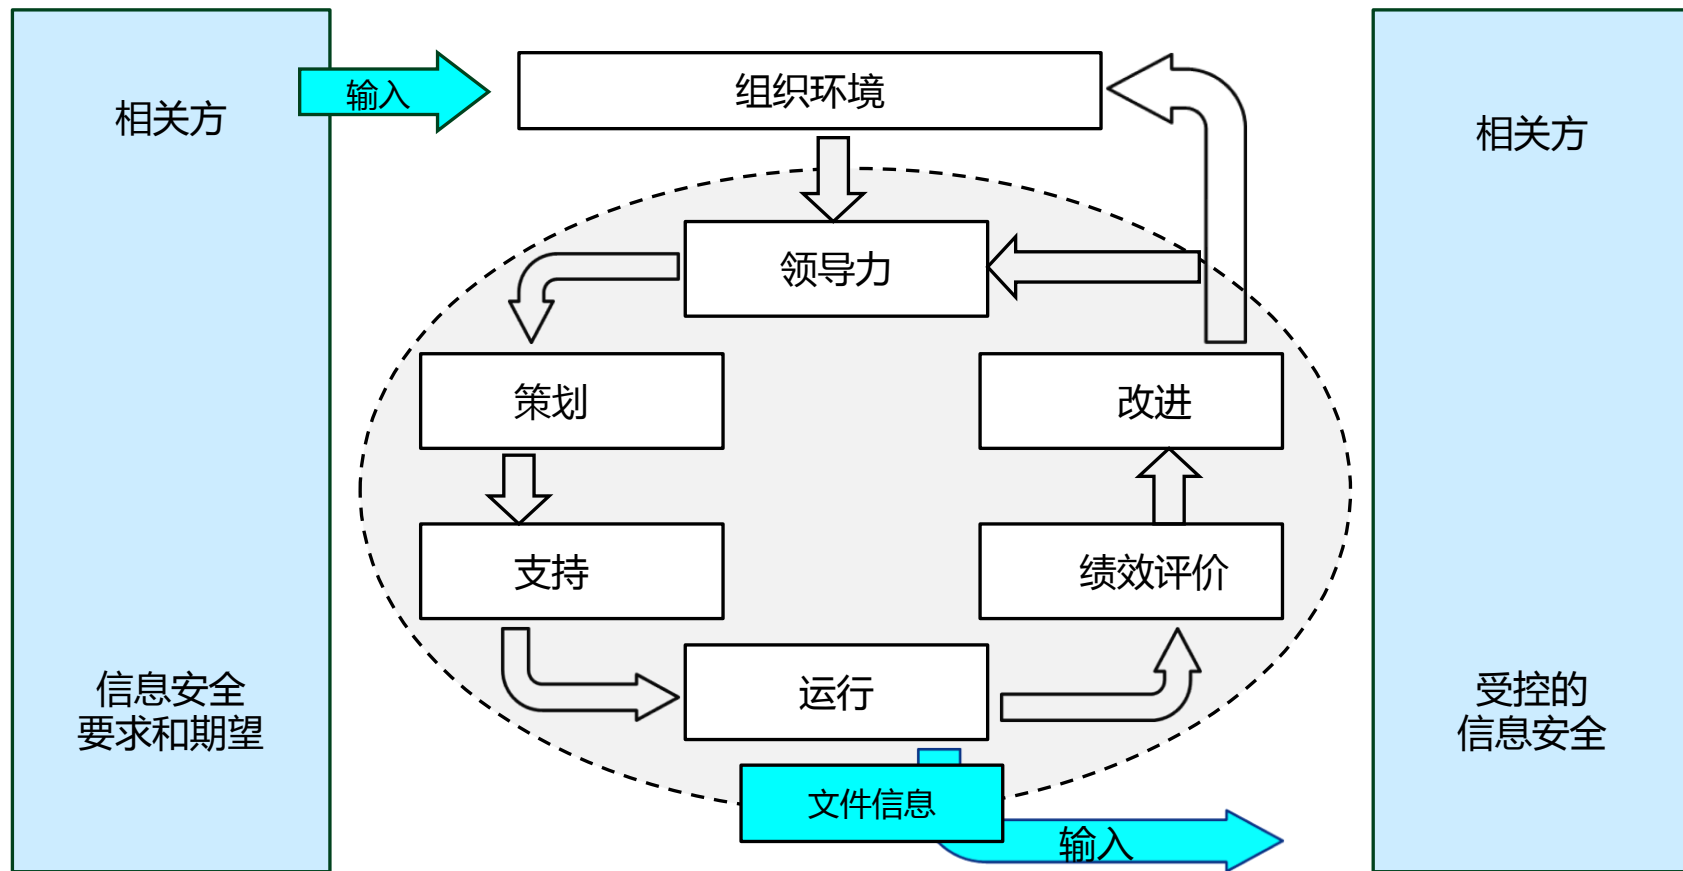 相关方
信息安全
要求和期望
输入
组织环境
领导力
策划
改进
支持
绩效评价
运行
文件信息
输入
相关方
受控的
信息安全